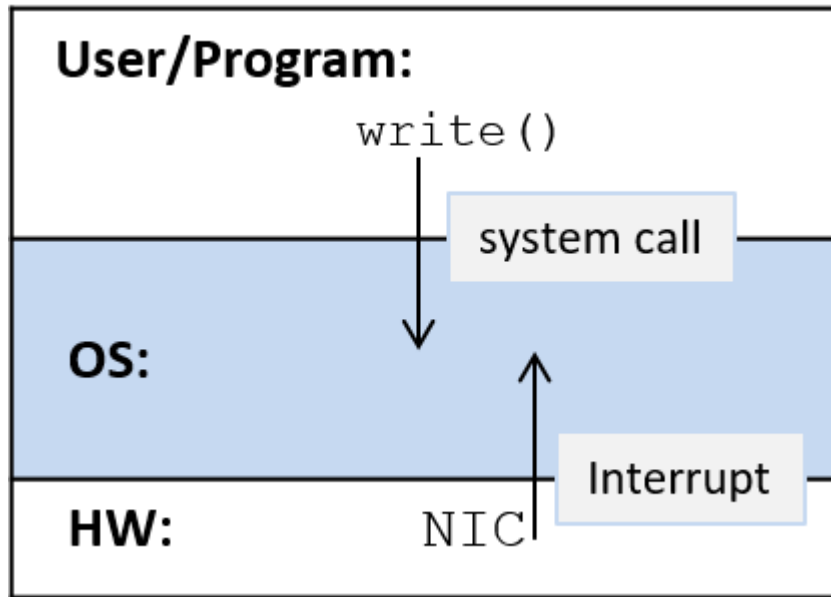 User/Program:
write()
system call
OS:
Interrupt
HW:
NIC